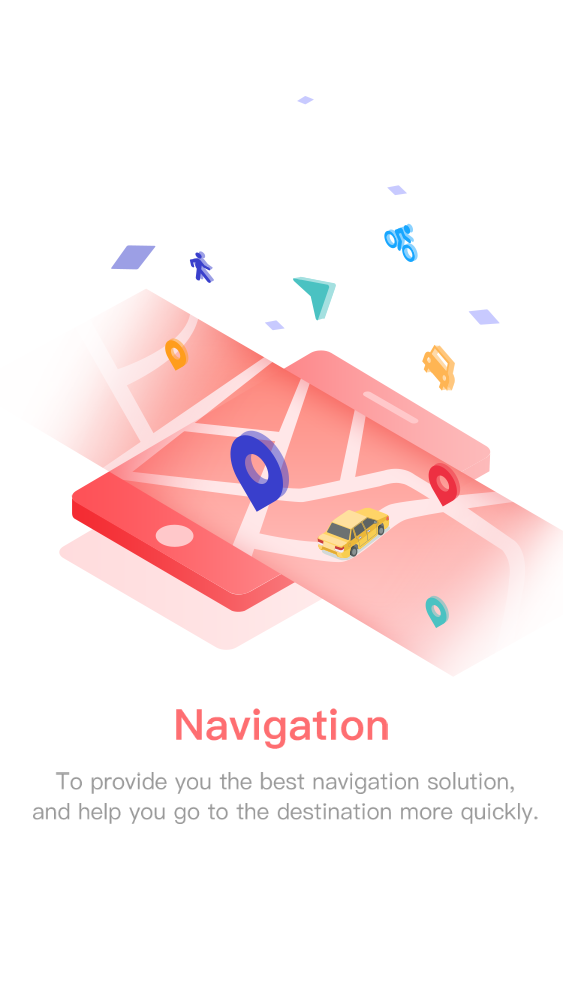 Navigation
To provide you the best navigation solution,
and help you go to the destination more quickly.